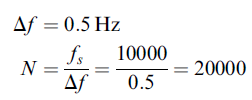 Δf = 0.5 Hz
N = fs/Δf = 10000/0.5 = 20000